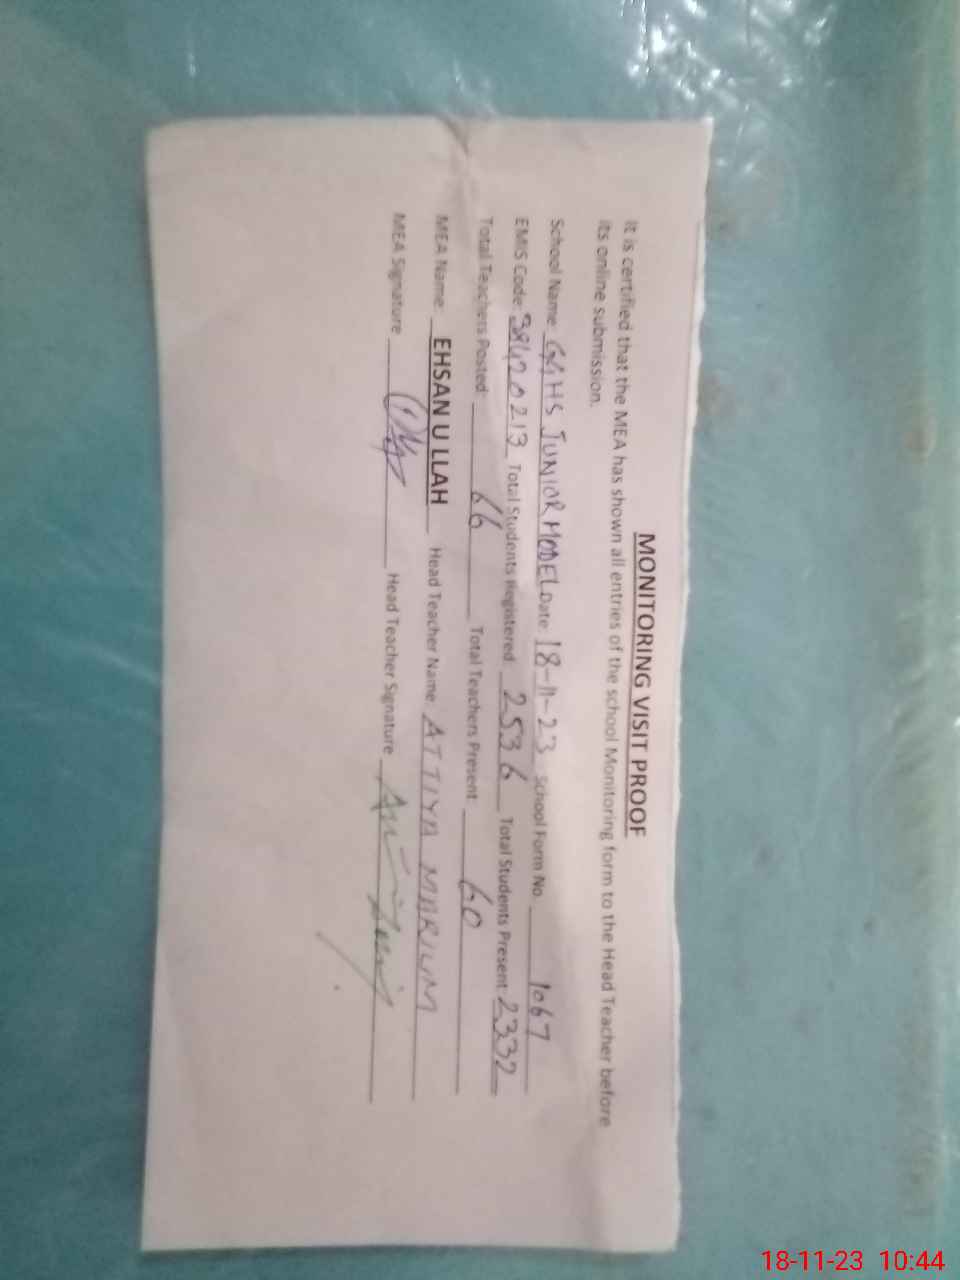 MONITORING VISIT PROOF
It is certified that the MEA has shown all entries of the school Monitoring form to the Head Teacher before
its online submission.
School Name: GGHS JUNIOR MODEL Date: 18-11-23 School Form No. 1067
EMIS Code: 38420213 Total Students Registered: 2536 Total Students Present: 2332
Total Teachers Posted: 66 Total Teachers Present: 60
MEA Name: EHSAN U LLAH Head Teacher Name: ATTIYA MARIUM
MEA Signature Head Teacher Signature
18-11-23 10:44